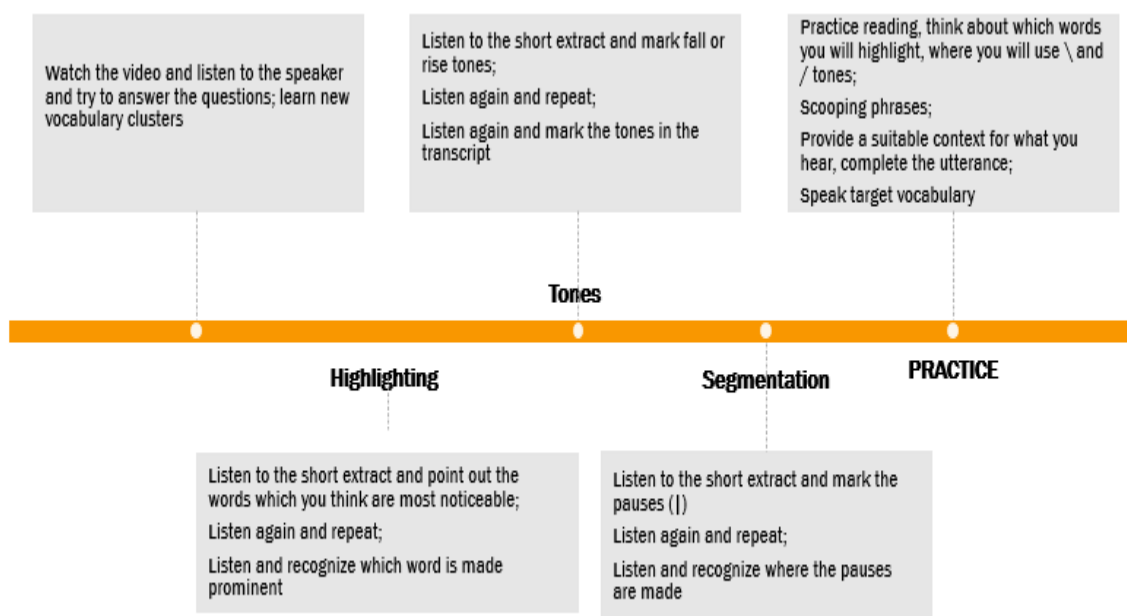 Watch the video and listen to the speaker
and try to answer the questions; learn new
vocabulary clusters
Listen to the short extract and mark fall or
rise tones;
Listen again and repeat;
Listen again and mark the tones in the
transcript
Practice reading, think about which words
you will highlight, where you will use \ and
/ tones;
Scooping phrases;
Provide a suitable context for what you
hear, complete the utterance;
Speak target vocabulary
Tones
Highlighting
Segmentation
PRACTICE
Listen to the short extract and point out the
words which you think are most noticeable;
Listen again and repeat;
Listen and recognize which word is made
prominent
Listen to the short extract and mark the
pauses (|)
Listen again and repeat;
Listen and recognize where the pauses
are made